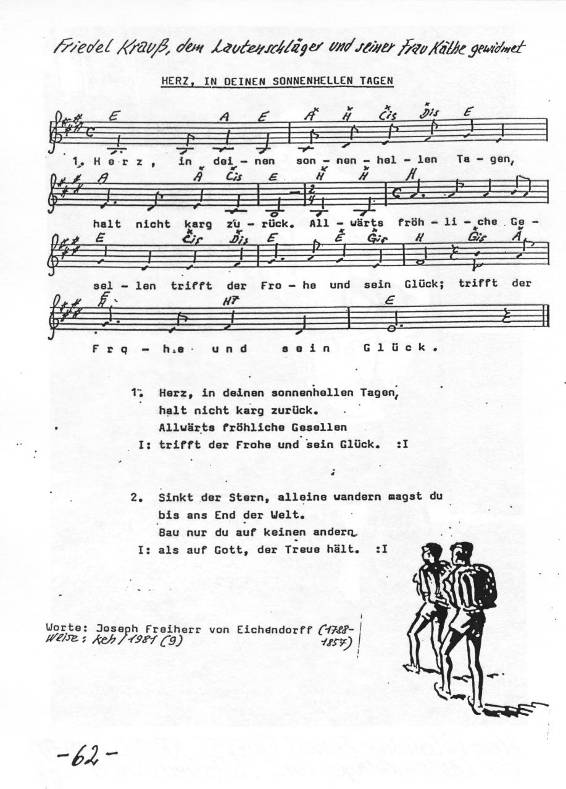 Friedel Krauß, dem Lautenschläger und seiner Frau Käthe gewidmet
HERZ, IN DEINEN SONNENHELLEN TAGEN
E A E A H Cis Dis E
1. Herz, in dei-nen son-nen-hel-len Ta-gen,
A A Cis E H H H
halt nicht karg zu-rück. All-wärts fröh-li-che Ge-
E Cis Dis E E Gis H Gis A
sel-len trifft der Fro-he und sein Glück; trifft der
E H H7 E
Frohe und sein Glück.
1. Herz, in deinen sonnenhellen Tagen,
halt nicht karg zurück.
Allwärts fröhliche Gesellen
I: trifft der Frohe und sein Glück. :I
2. Sinkt der Stern, alleine wandern magst du
bis ans End der Welt.
Bau nur du auf keinen andern
I: als auf Gott, der Treue hält. :I
Worte: Joseph Freiherr von Eichendorff (1788-
1857)
Weise: keh/1981 (9)
-62-